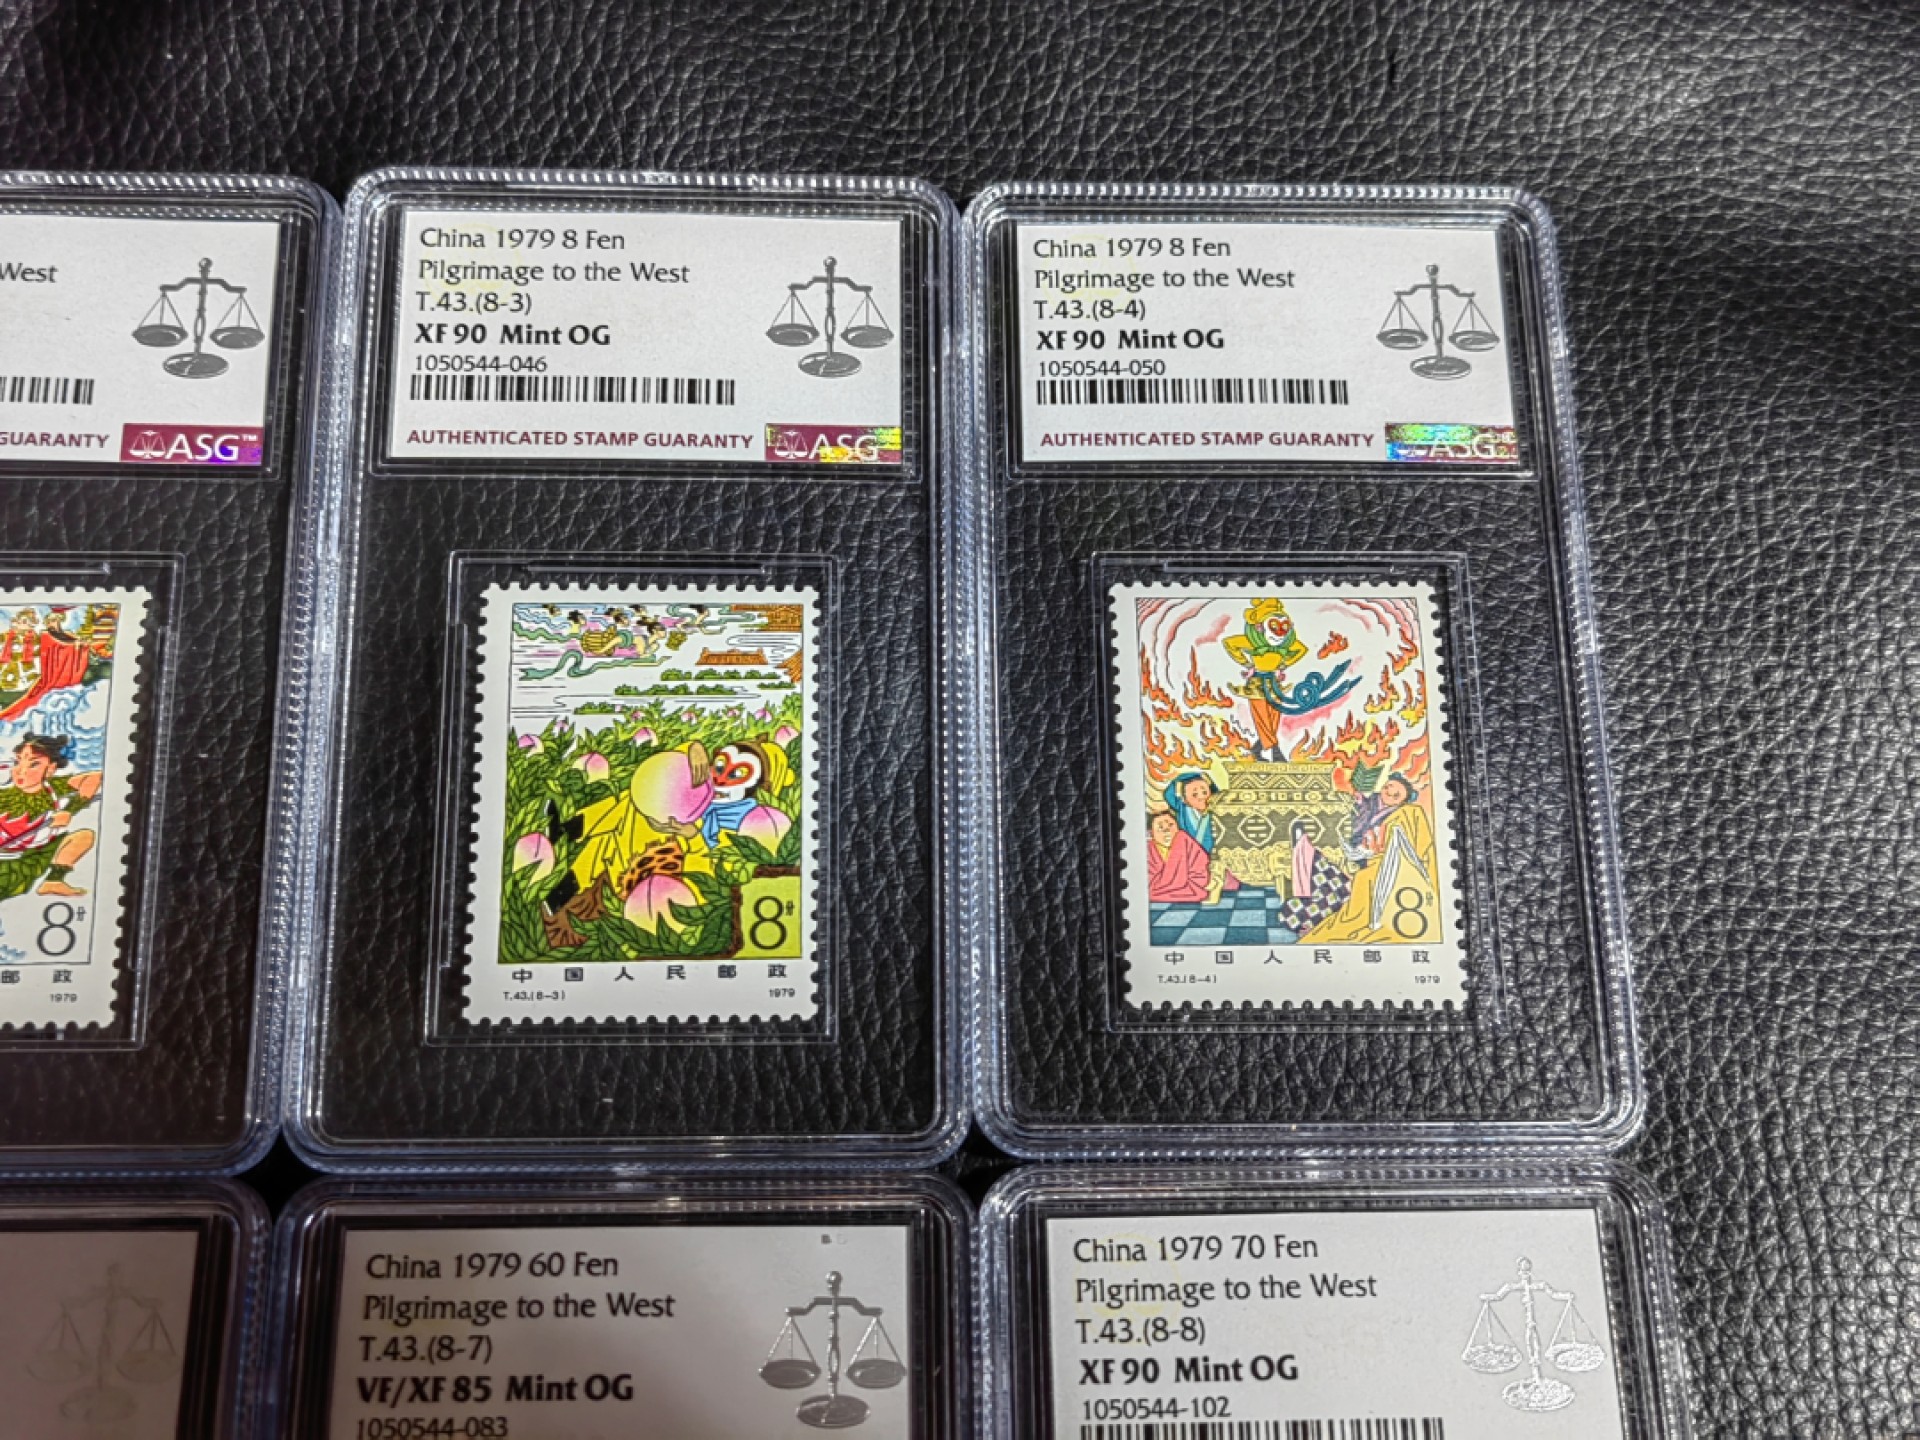 West
GUARANTY ASG™
8分
邮 政
1979
China 1979 8 Fen
Pilgrimage to the West
T.43.(8-3)
XF 90 Mint OG
1050544-046
AUTHENTICATED STAMP GUARANTY ASG
8分
中 国 人 民 邮 政
T.43.(8-3) 1979
China 1979 8 Fen
Pilgrimage to the West
T.43.(8-4)
XF 90 Mint OG
1050544-050
AUTHENTICATED STAMP GUARANTY ASG
8分
中 国 人 民 邮 政
T.43.(8-4) 1979
China 1979 60 Fen
Pilgrimage to the West
T.43.(8-7)
VF/XF 85 Mint OG
1050544-083
China 1979 70 Fen
Pilgrimage to the West
T.43.(8-8)
XF 90 Mint OG
1050544-102